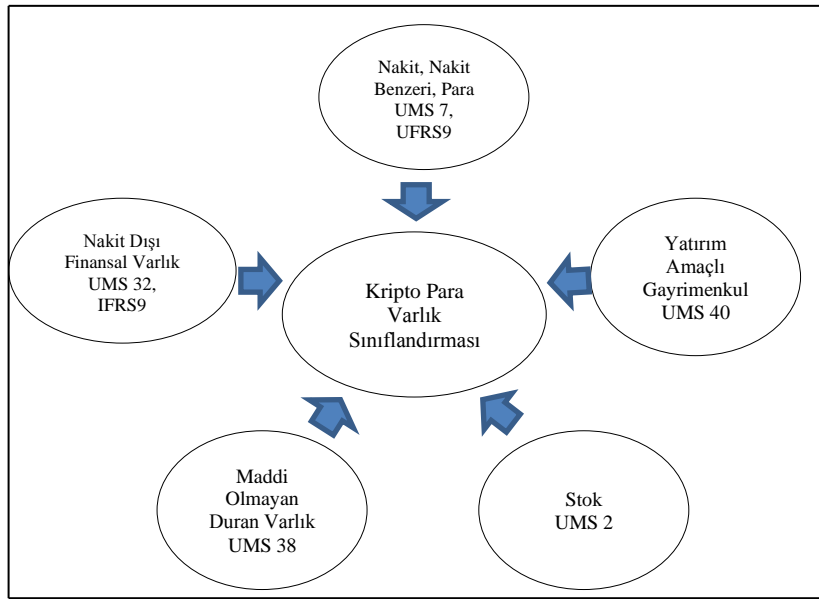 Nakit, Nakit
Benzeri, Para
UMS 7,
UFRS9
Nakit Dışı
Finansal Varlık
UMS 32,
IFRS9
Yatırım
Amaçlı
Gayrimenkul
UMS 40
Kripto Para
Varlık
Sınıflandırması
Maddi
Olmayan
Duran Varlık
UMS 38
Stok
UMS 2